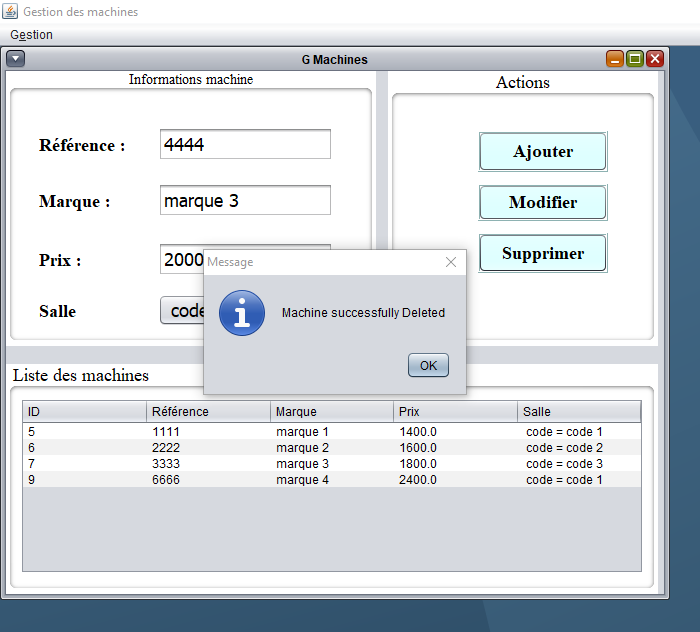 Gestion des machines
Gestion
G Machines
Informations machine
Actions
Référence :
4444
Ajouter
Marque :
marque 3
Modifier
Prix :
2000
Supprimer
Salle
code
Message
Machine successfully Deleted
OK
Liste des machines
ID Référence Marque Prix Salle
5 1111 marque 1 1400.0 code = code 1
6 2222 marque 2 1600.0 code = code 2
7 3333 marque 3 1800.0 code = code 3
9 6666 marque 4 2400.0 code = code 1